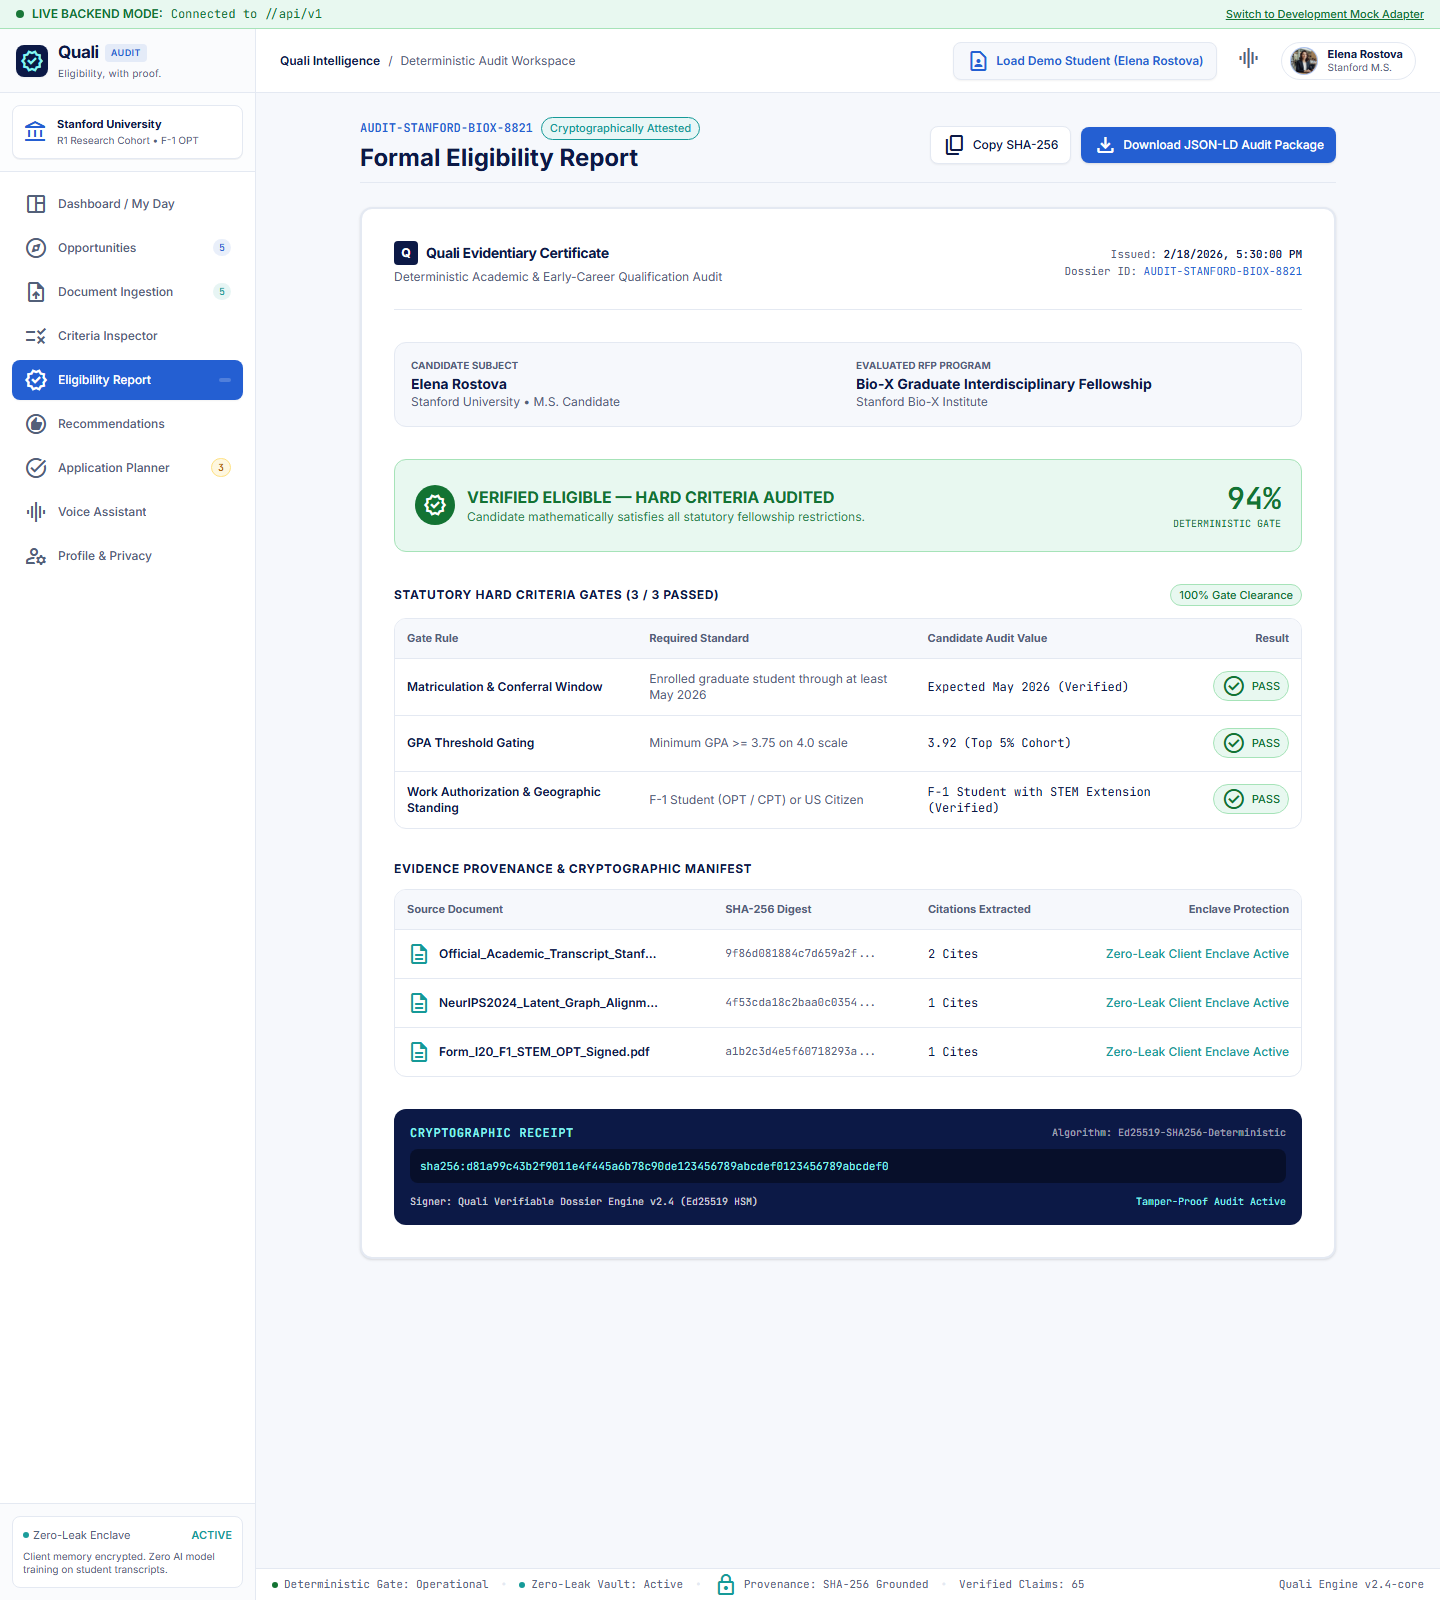 LIVE BACKEND MODE: Connected to //api/v1
Switch to Development Mock Adapter
Quali AUDIT
Eligibility, with proof.
Quali Intelligence / Deterministic Audit Workspace
Load Demo Student (Elena Rostova)
Elena Rostova
Stanford M.S.
Stanford University
R1 Research Cohort • F-1 OPT
Dashboard / My Day
Opportunities 5
Document Ingestion 5
Criteria Inspector
Eligibility Report
Recommendations
Application Planner 3
Voice Assistant
Profile & Privacy
Zero-Leak Enclave ACTIVE
Client memory encrypted. Zero AI model
training on student transcripts.
AUDIT-STANFORD-BIOX-8821 Cryptographically Attested
Formal Eligibility Report
Copy SHA-256
Download JSON-LD Audit Package
Q Quali Evidentiary Certificate
Deterministic Academic & Early-Career Qualification Audit
Issued: 2/18/2026, 5:30:00 PM
Dossier ID: AUDIT-STANFORD-BIOX-8821
CANDIDATE SUBJECT
Elena Rostova
Stanford University • M.S. Candidate
EVALUATED RFP PROGRAM
Bio-X Graduate Interdisciplinary Fellowship
Stanford Bio-X Institute
VERIFIED ELIGIBLE — HARD CRITERIA AUDITED
Candidate mathematically satisfies all statutory fellowship restrictions.
94%
DETERMINISTIC GATE
STATUTORY HARD CRITERIA GATES (3 / 3 PASSED)
100% Gate Clearance
Gate Rule Required Standard Candidate Audit Value Result
Matriculation & Conferral Window Enrolled graduate student through at least
May 2026 Expected May 2026 (Verified) PASS
GPA Threshold Gating Minimum GPA >= 3.75 on 4.0 scale 3.92 (Top 5% Cohort) PASS
Work Authorization & Geographic
Standing F-1 Student (OPT / CPT) or US Citizen F-1 Student with STEM Extension
(Verified) PASS
EVIDENCE PROVENANCE & CRYPTOGRAPHIC MANIFEST
Source Document SHA-256 Digest Citations Extracted Enclave Protection
Official_Academic_Transcript_Stanf... 9f86d081884c7d659a2f... 2 Cites Zero-Leak Client Enclave Active
NeurIPS2024_Latent_Graph_Alignm... 4f53cda18c2baa0c0354... 1 Cites Zero-Leak Client Enclave Active
Form_I20_F1_STEM_OPT_Signed.pdf a1b2c3d4e5f60718293a... 1 Cites Zero-Leak Client Enclave Active
CRYPTOGRAPHIC RECEIPT
Algorithm: Ed25519-SHA256-Deterministic
sha256:d81a99c43b2f9011e4f445a6b78c90de123456789abcdef0123456789abcdef0
Signer: Quali Verifiable Dossier Engine v2.4 (Ed25519 HSM)
Tamper-Proof Audit Active
Deterministic Gate: Operational • Zero-Leak Vault: Active • Provenance: SHA-256 Grounded • Verified Claims: 65
Quali Engine v2.4-core